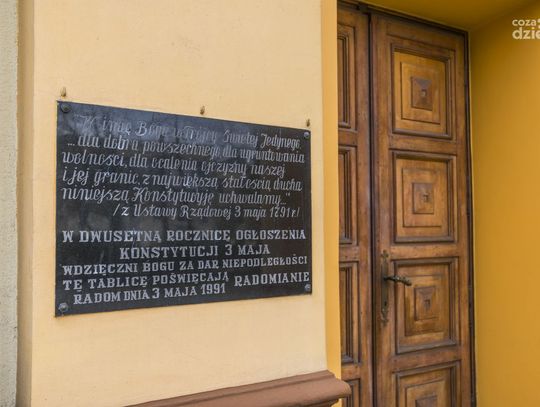 „W imię Boga w Trójcy Świętej Jedynego,
...dla dobra powszechnego, dla ugruntowania
wolności, dla ocalenia ojczyzny naszej
i jej granic, z największą stałością ducha
niniejszą Konstytucyję uchwalamy..."
/z Ustawy Rządowej 3 maja 1791 r./
W DWUSETNĄ ROCZNICĘ OGŁOSZENIA
KONSTYTUCJI 3 MAJA
WDZIĘCZNI BOGU ZA DAR NIEPODLEGŁOŚCI
TĘ TABLICĘ POŚWIĘCAJĄ RADOMIANIE
RADOM DNIA 3 MAJA 1991